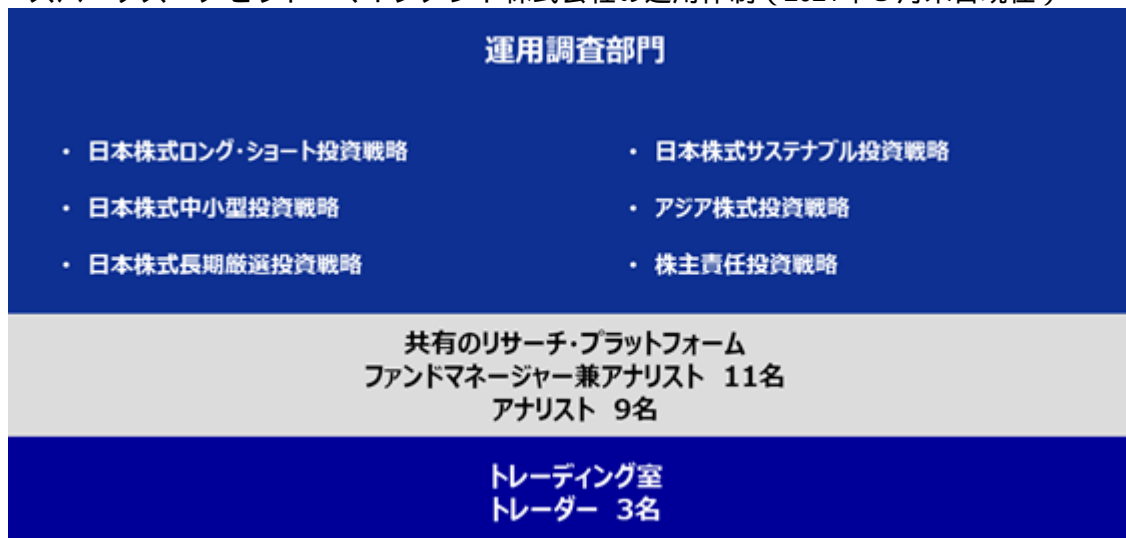 運用調査部門
・ 日本株式ロング・ショート投資戦略
・ 日本株式サステナブル投資戦略
・ 日本株式中小型投資戦略
・ アジア株式投資戦略
・ 日本株式長期厳選投資戦略
・ 株主責任投資戦略
共有のリサーチ・プラットフォーム
ファンドマネージャー兼アナリスト 11名
アナリスト 9名
トレーディング室
トレーダー 3名